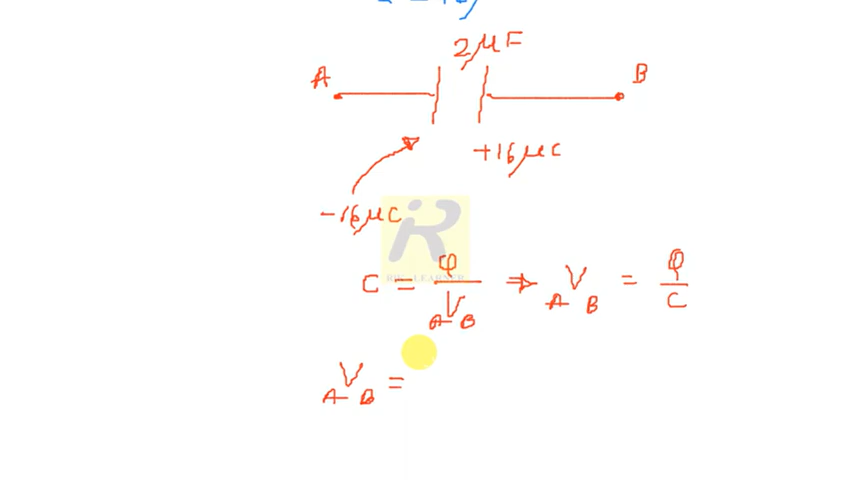 2μF
A
B
+16μC
-16μC
C = φ / AVB ⇒ AVB = φ / C
AVB =